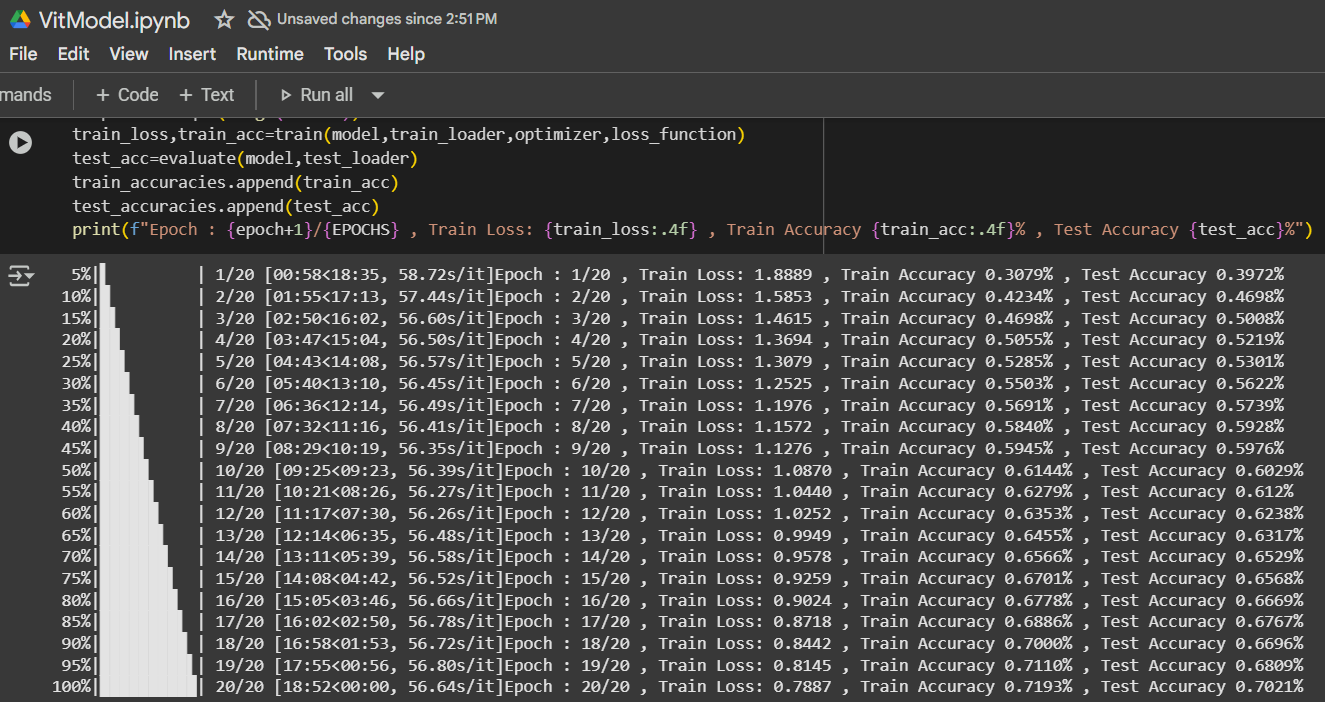 VitModel.ipynb Unsaved changes since 2:51 PM
File Edit View Insert Runtime Tools Help
mands + Code + Text Run all
train_loss,train_acc=train(model,train_loader,optimizer,loss_function)
test_acc=evaluate(model,test_loader)
train_accuracies.append(train_acc)
test_accuracies.append(test_acc)
print(f"Epoch : {epoch+1}/{EPOCHS} , Train Loss: {train_loss:.4f} , Train Accuracy {train_acc:.4f}% , Test Accuracy {test_acc}%")
5%| | 1/20 [00:58<18:35, 58.72s/it]Epoch : 1/20 , Train Loss: 1.8889 , Train Accuracy 0.3079% , Test Accuracy 0.3972%
10%| | 2/20 [01:55<17:13, 57.44s/it]Epoch : 2/20 , Train Loss: 1.5853 , Train Accuracy 0.4234% , Test Accuracy 0.4698%
15%| | 3/20 [02:50<16:02, 56.60s/it]Epoch : 3/20 , Train Loss: 1.4615 , Train Accuracy 0.4698% , Test Accuracy 0.5008%
20%| | 4/20 [03:47<15:04, 56.50s/it]Epoch : 4/20 , Train Loss: 1.3694 , Train Accuracy 0.5055% , Test Accuracy 0.5219%
25%| | 5/20 [04:43<14:08, 56.57s/it]Epoch : 5/20 , Train Loss: 1.3079 , Train Accuracy 0.5285% , Test Accuracy 0.5301%
30%| | 6/20 [05:40<13:10, 56.45s/it]Epoch : 6/20 , Train Loss: 1.2525 , Train Accuracy 0.5503% , Test Accuracy 0.5622%
35%| | 7/20 [06:36<12:14, 56.49s/it]Epoch : 7/20 , Train Loss: 1.1976 , Train Accuracy 0.5691% , Test Accuracy 0.5739%
40%| | 8/20 [07:32<11:16, 56.41s/it]Epoch : 8/20 , Train Loss: 1.1572 , Train Accuracy 0.5840% , Test Accuracy 0.5928%
45%| | 9/20 [08:29<10:19, 56.35s/it]Epoch : 9/20 , Train Loss: 1.1276 , Train Accuracy 0.5945% , Test Accuracy 0.5976%
50%| | 10/20 [09:25<09:23, 56.39s/it]Epoch : 10/20 , Train Loss: 1.0870 , Train Accuracy 0.6144% , Test Accuracy 0.6029%
55%| | 11/20 [10:21<08:26, 56.27s/it]Epoch : 11/20 , Train Loss: 1.0440 , Train Accuracy 0.6279% , Test Accuracy 0.612%
60%| | 12/20 [11:17<07:30, 56.26s/it]Epoch : 12/20 , Train Loss: 1.0252 , Train Accuracy 0.6353% , Test Accuracy 0.6238%
65%| | 13/20 [12:14<06:35, 56.48s/it]Epoch : 13/20 , Train Loss: 0.9949 , Train Accuracy 0.6455% , Test Accuracy 0.6317%
70%| | 14/20 [13:11<05:39, 56.58s/it]Epoch : 14/20 , Train Loss: 0.9578 , Train Accuracy 0.6566% , Test Accuracy 0.6529%
75%| | 15/20 [14:08<04:42, 56.52s/it]Epoch : 15/20 , Train Loss: 0.9259 , Train Accuracy 0.6701% , Test Accuracy 0.6568%
80%| | 16/20 [15:05<03:46, 56.66s/it]Epoch : 16/20 , Train Loss: 0.9024 , Train Accuracy 0.6778% , Test Accuracy 0.6669%
85%| | 17/20 [16:02<02:50, 56.78s/it]Epoch : 17/20 , Train Loss: 0.8718 , Train Accuracy 0.6886% , Test Accuracy 0.6767%
90%| | 18/20 [16:58<01:53, 56.72s/it]Epoch : 18/20 , Train Loss: 0.8442 , Train Accuracy 0.7000% , Test Accuracy 0.6696%
95%| | 19/20 [17:55<00:56, 56.80s/it]Epoch : 19/20 , Train Loss: 0.8145 , Train Accuracy 0.7110% , Test Accuracy 0.6809%
100%| | 20/20 [18:52<00:00, 56.64s/it]Epoch : 20/20 , Train Loss: 0.7887 , Train Accuracy 0.7193% , Test Accuracy 0.7021%